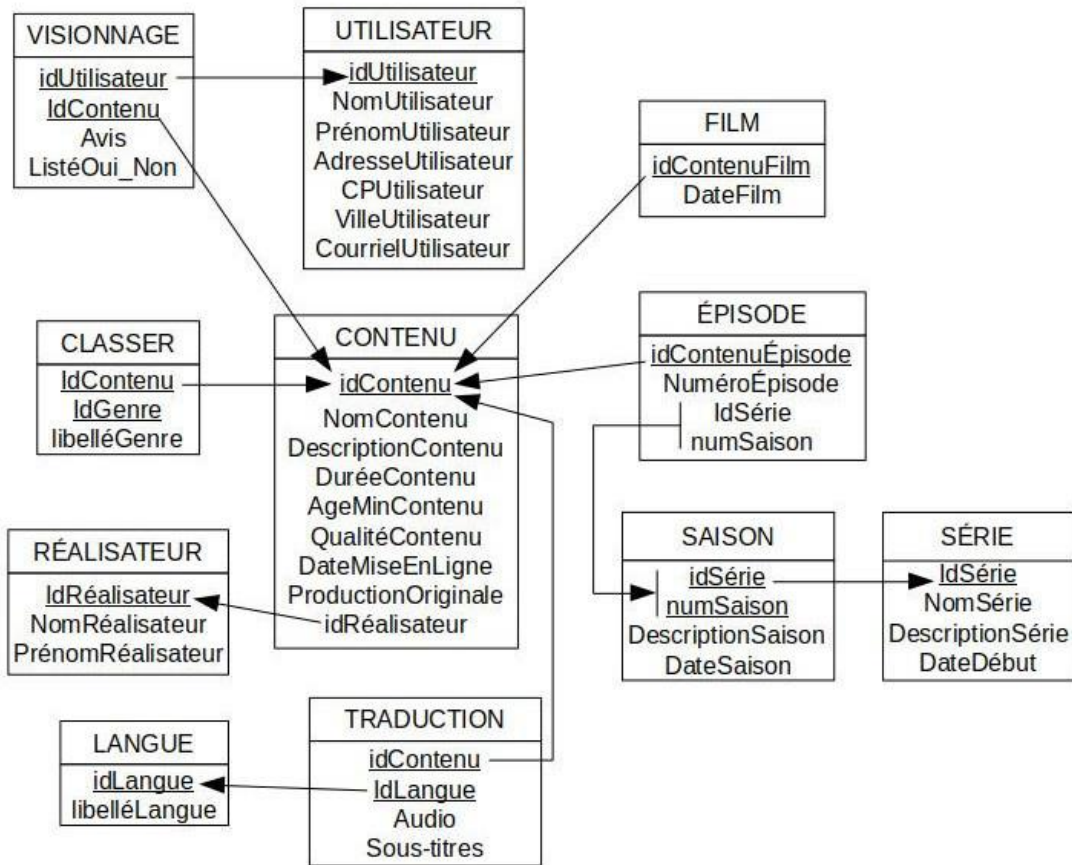 VISIONNAGE
idUtilisateur
IdContenu
Avis
ListéOui_Non
UTILISATEUR
idUtilisateur
NomUtilisateur
PrénomUtilisateur
AdresseUtilisateur
CPUtilisateur
VilleUtilisateur
CourrielUtilisateur
FILM
idContenuFilm
DateFilm
CLASSER
IdContenu
IdGenre
libelléGenre
CONTENU
idContenu
NomContenu
DescriptionContenu
DuréeContenu
AgeMinContenu
QualitéContenu
DateMiseEnLigne
ProductionOriginale
idRéalisateur
ÉPISODE
idContenuÉpisode
NuméroÉpisode
IdSérie
numSaison
RÉALISATEUR
IdRéalisateur
NomRéalisateur
PrénomRéalisateur
SAISON
idSérie
numSaison
DescriptionSaison
DateSaison
SÉRIE
IdSérie
NomSérie
DescriptionSérie
DateDébut
LANGUE
idLangue
libelléLangue
TRADUCTION
idContenu
IdLangue
Audio
Sous-titres